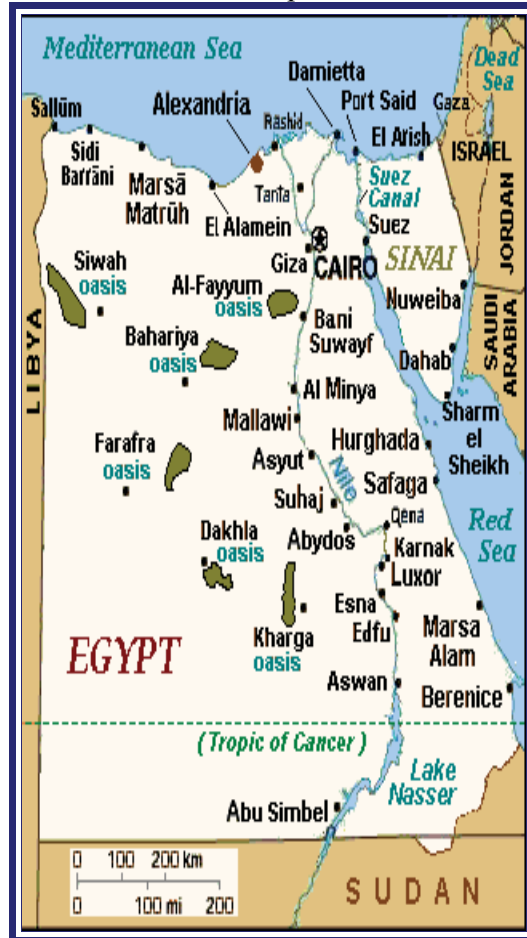 Mediterranean Sea
Dead
Sea
Damietta
Alexandria
Port Said
Sallûm
Rashid
Gaza
El Arish
Sidi
Barrâni
ISRAEL
Marsā
Matrūh
Tanta
Suez
Canal
El Alamein
Suez
JORDAN
Giza
CAIRO
SINAI
Siwah
oasis
Al-Fayyum
oasis
Nuweiba
Bani
Suwayf
SAUDI
ARABIA
LIBYA
Bahariya
oasis
Dahab
Al Minya
Mallawi
Sharm
el
Sheikh
Hurghada
Farafra
oasis
Asyut
Nile
Safaga
Suhaj
Qena
Red
Sea
Dakhla
oasis
Abydos
Karnak
Luxor
Esna
Edfu
Kharga
oasis
Marsa
Alam
EGYPT
Aswan
Berenice
( Tropic of Cancer )
Lake
Nasser
Abu Simbel
0 100 200 km
0 100 mi 200
SUDAN